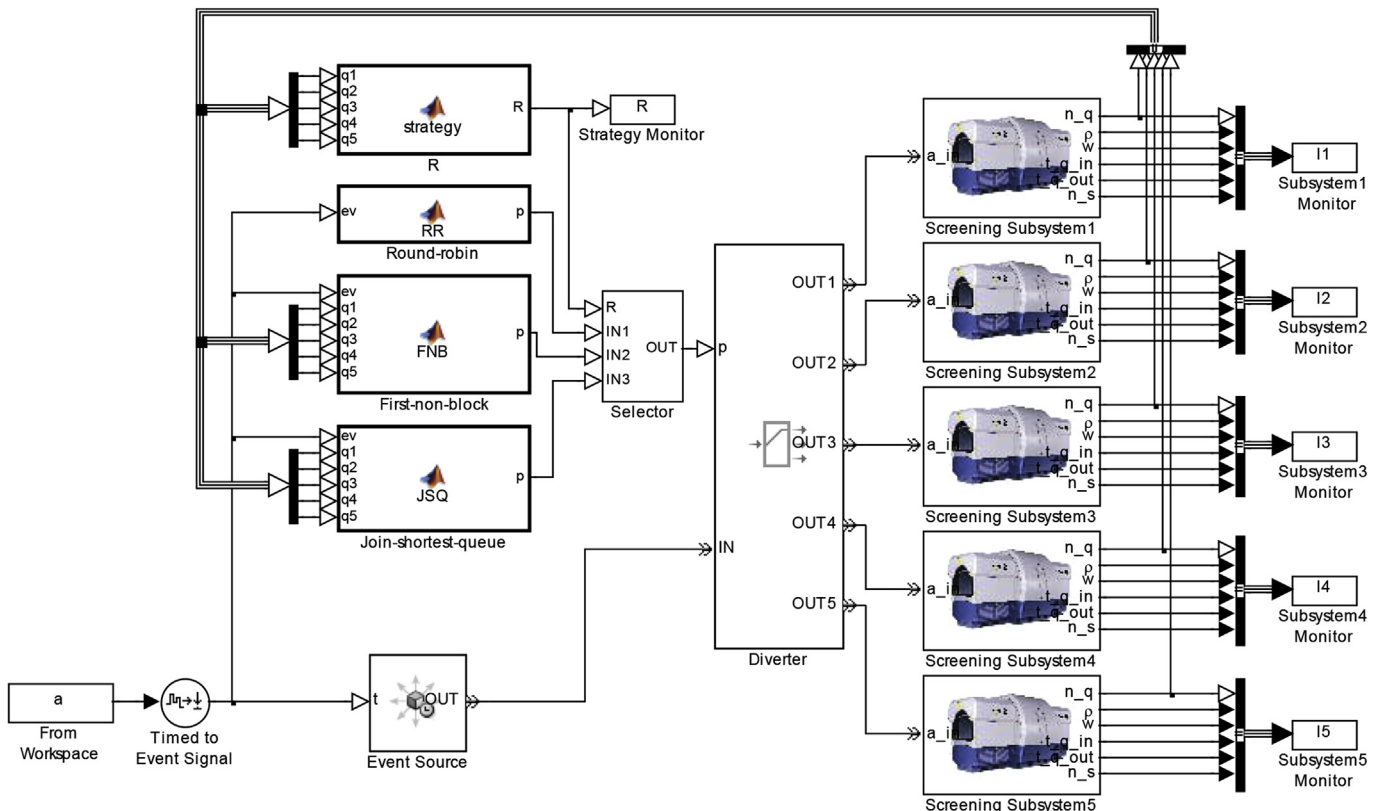 q1
q2
q3
q4
q5
strategy
R
R
R
Strategy Monitor
ev
RR
p
Round-robin
ev
q1
q2
q3
q4
q5
FNB
p
First-non-block
ev
q1
q2
q3
q4
q5
JSQ
p
Join-shortest-queue
R
IN1
IN2
IN3
OUT
Selector
p
IN
OUT1
OUT2
OUT3
OUT4
OUT5
Diverter
a
From
Workspace
Timed to
Event Signal
t
OUT
Event Source
a_i
n_q
ρ
w
t_q_in
t_q_out
n_s
Screening Subsystem1
I1
Subsystem1
Monitor
a_i
n_q
ρ
w
t_q_in
t_q_out
n_s
Screening Subsystem2
I2
Subsystem2
Monitor
a_i
n_q
ρ
w
t_q_in
t_q_out
n_s
Screening Subsystem3
I3
Subsystem3
Monitor
a_i
n_q
ρ
w
t_q_in
t_q_out
n_s
Screening Subsystem4
I4
Subsystem4
Monitor
a_i
n_q
ρ
w
t_q_in
t_q_out
n_s
Screening Subsystem5
I5
Subsystem5
Monitor